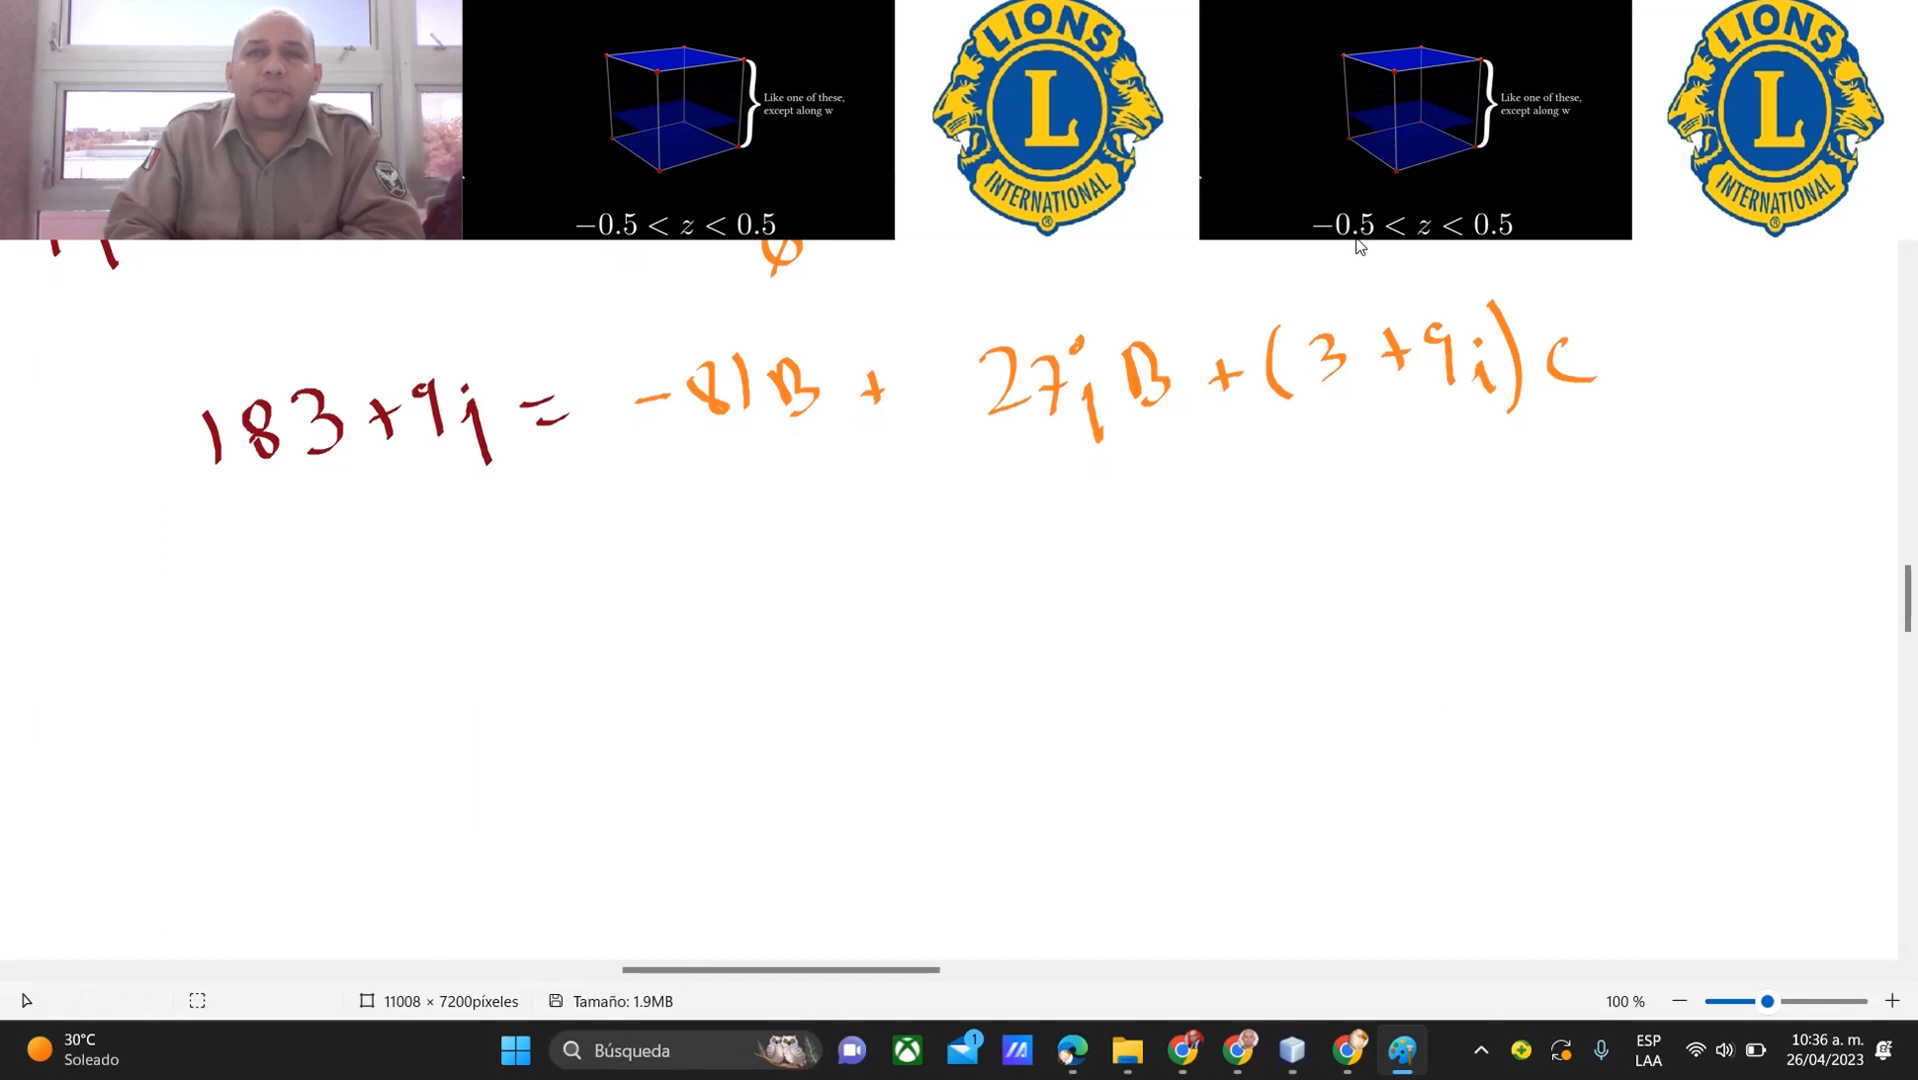 Like one of these,
except along w
−0.5 < z < 0.5
LIONS
L
INTERNATIONAL
®
Like one of these,
except along w
−0.5 < z < 0.5
LIONS
L
INTERNATIONAL
®
183+9i = -81B + 27iB + (3+9i)C
11008 × 7200píxeles
Tamaño: 1.9MB
100 %
30°C
Soleado
Búsqueda
1
ESP
LAA
10:36 a. m.
26/04/2023